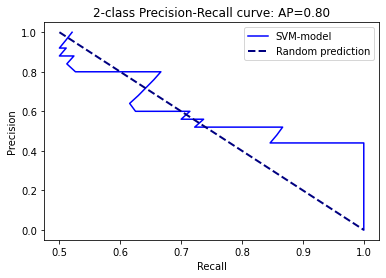 2-class Precision-Recall curve: AP=0.80
SVM-model
Random prediction
Precision
1.0
0.8
0.6
0.4
0.2
0.0
0.5 0.6 0.7 0.8 0.9 1.0
Recall